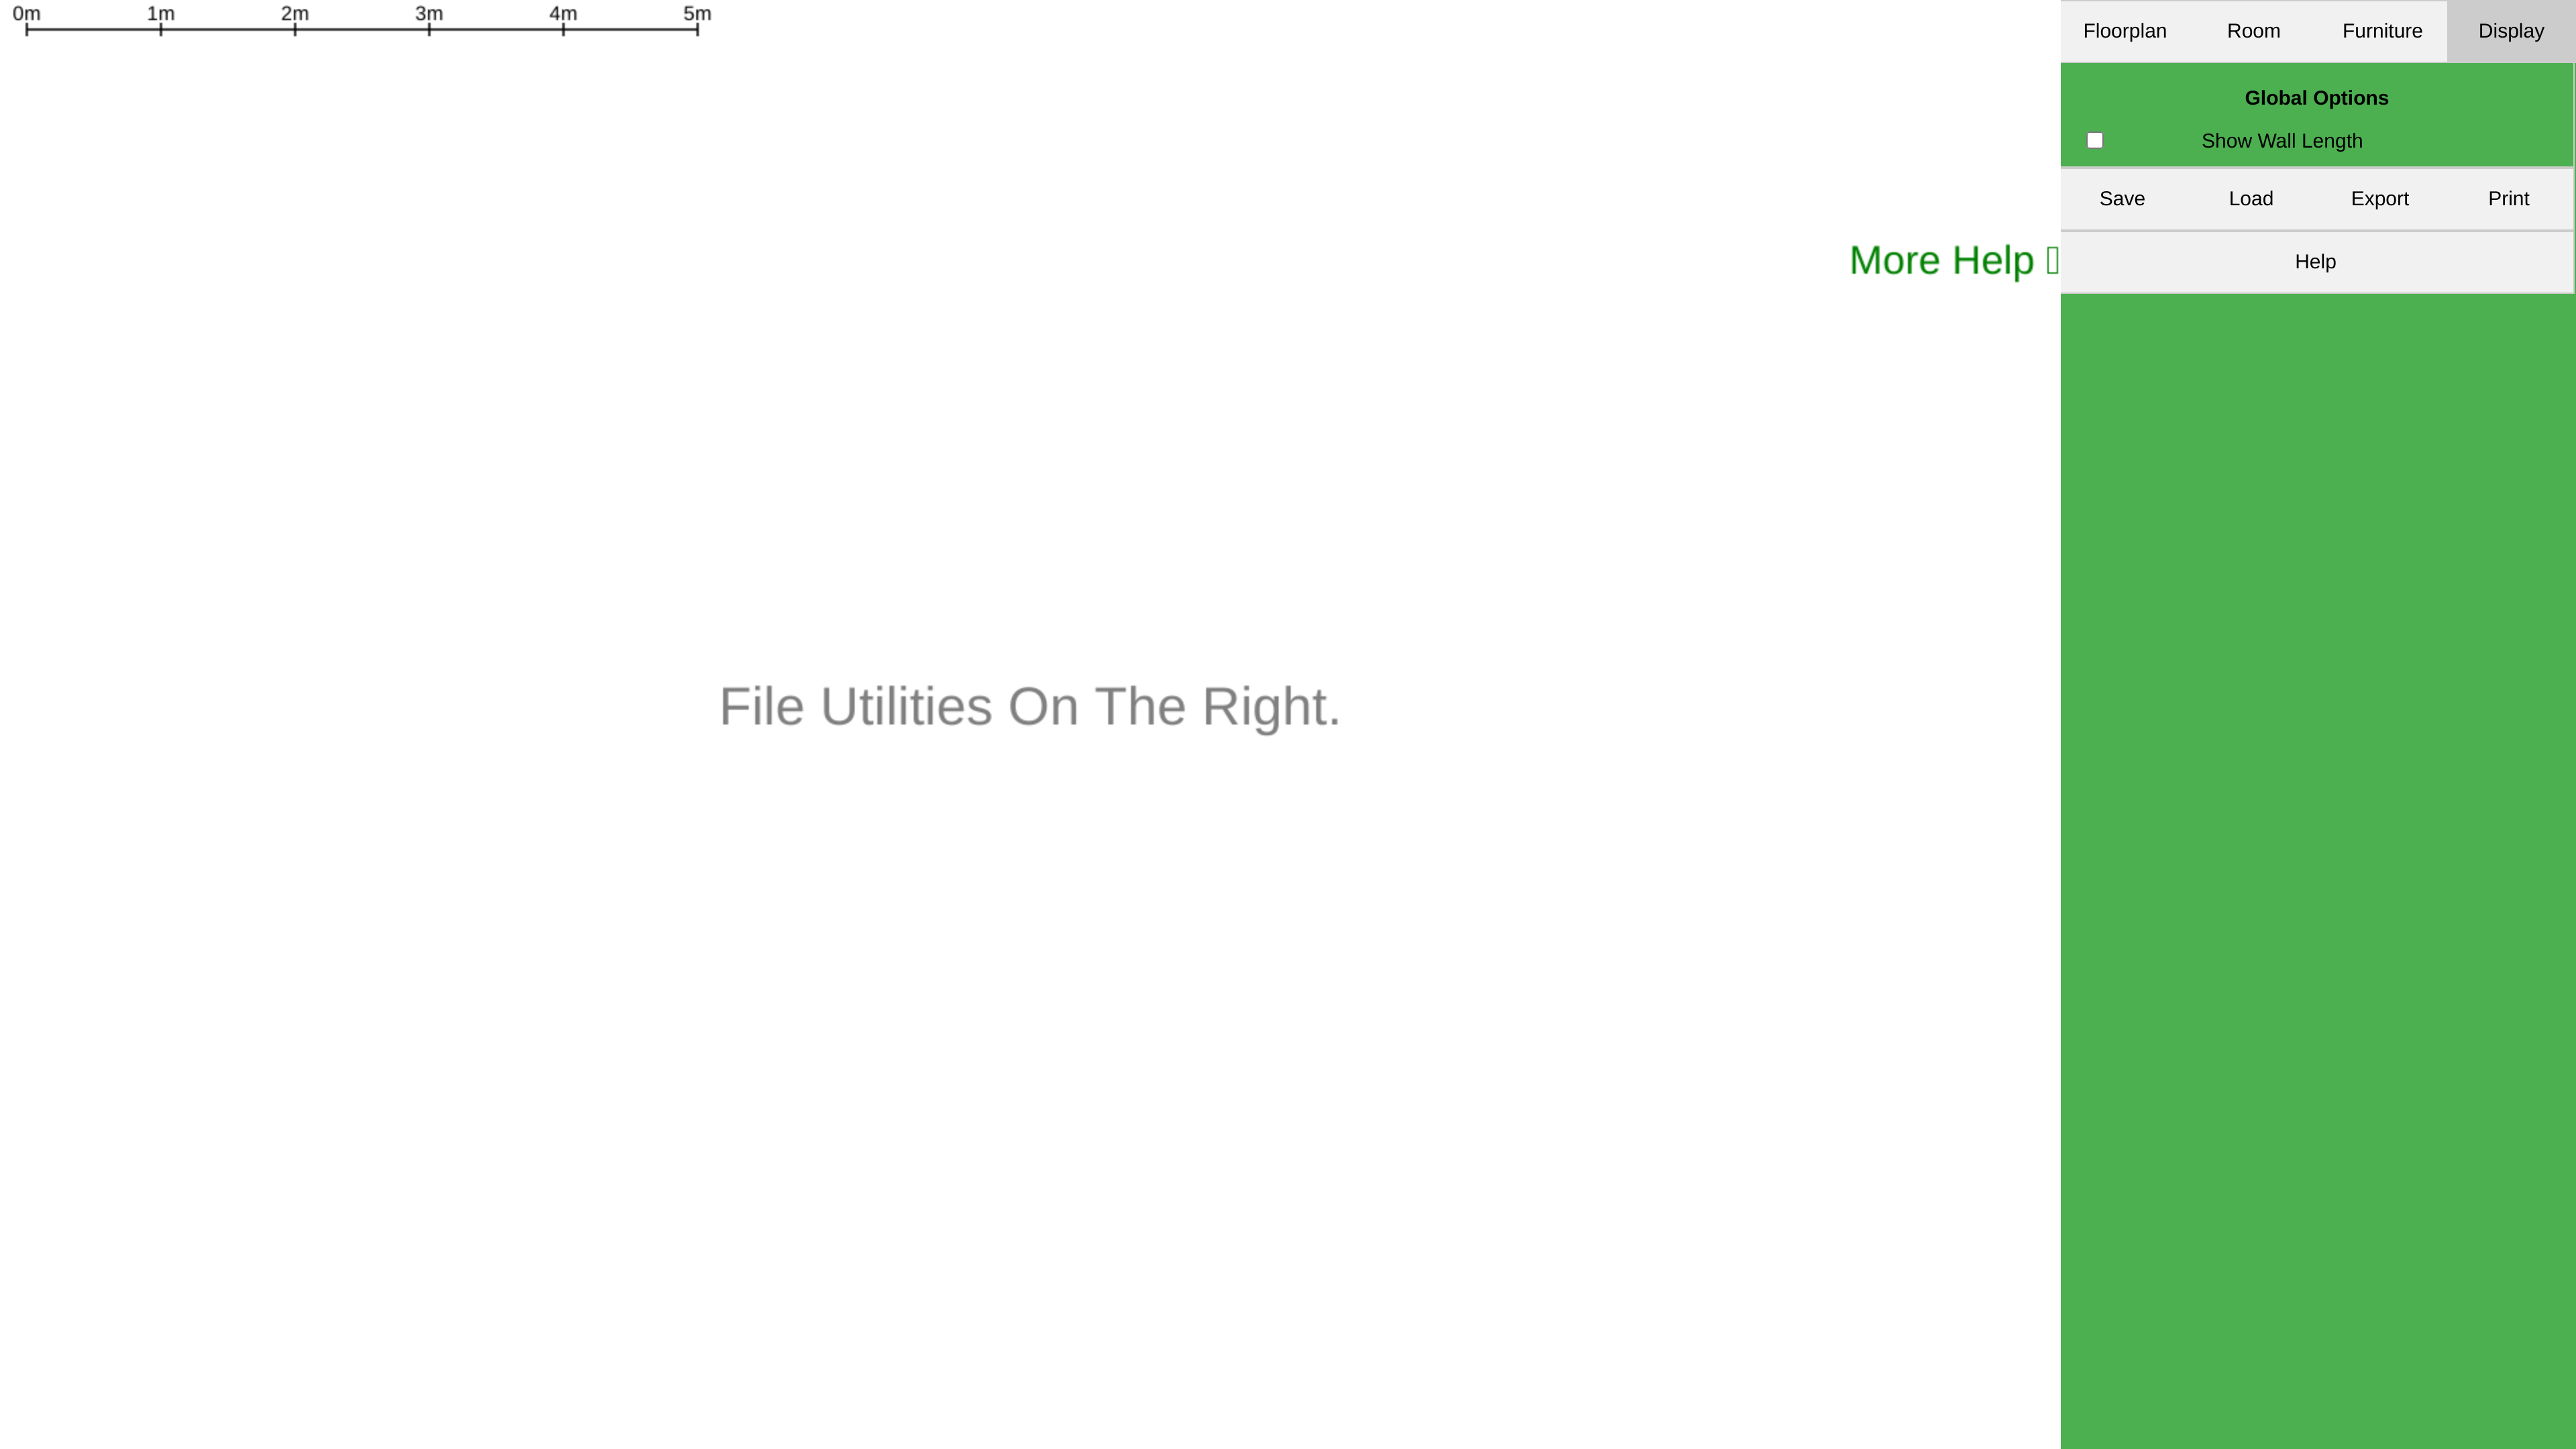 0m 1m 2m 3m 4m 5m
Floorplan Room Furniture Display
Global Options
Show Wall Length
Save Load Export Print
More Help
Help
File Utilities On The Right.